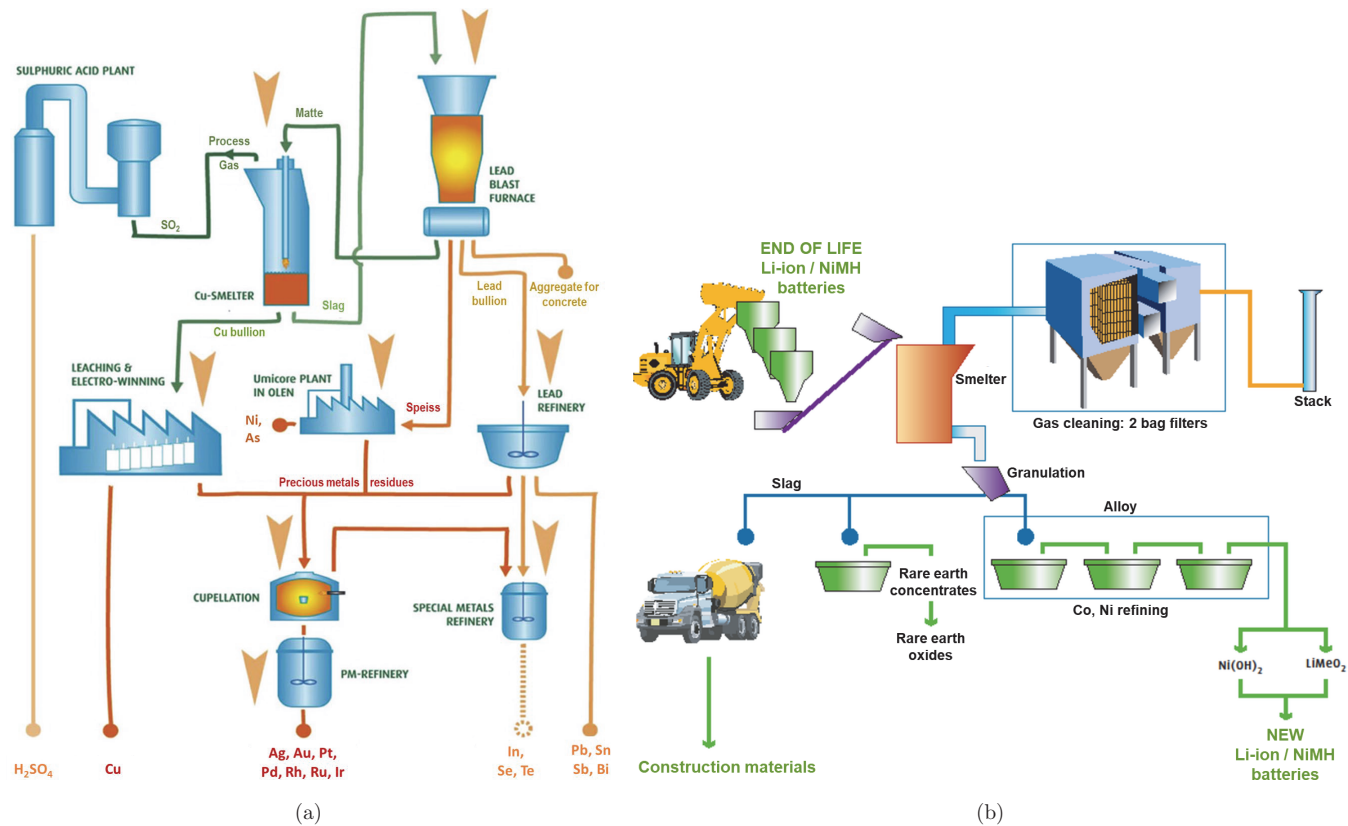 SULPHURIC ACID PLANT
Matte
Process
Gas
SO₂
LEAD
BLAST
FURNACE
Cu-SMELTER
Slag
Cu bullion
Lead
bullion
Aggregate for
concrete
LEACHING &
ELECTRO-WINNING
Umicore PLANT
IN OLEN
Ni,
As
Speiss
LEAD
REFINERY
Precious metals residues
CUPELLATION
SPECIAL METALS
REFINERY
PM-REFINERY
H₂SO₄
Cu
Ag, Au, Pt,
Pd, Rh, Ru, Ir
In,
Se, Te
Pb, Sn
Sb, Bi
(a)
END OF LIFE
Li-ion / NiMH
batteries
Smelter
Gas cleaning: 2 bag filters
Stack
Granulation
Slag
Alloy
Rare earth
concentrates
Rare earth
oxides
Co, Ni refining
Ni(OH)₂
LiMeO₂
NEW
Li-ion / NiMH
batteries
Construction materials
(b)